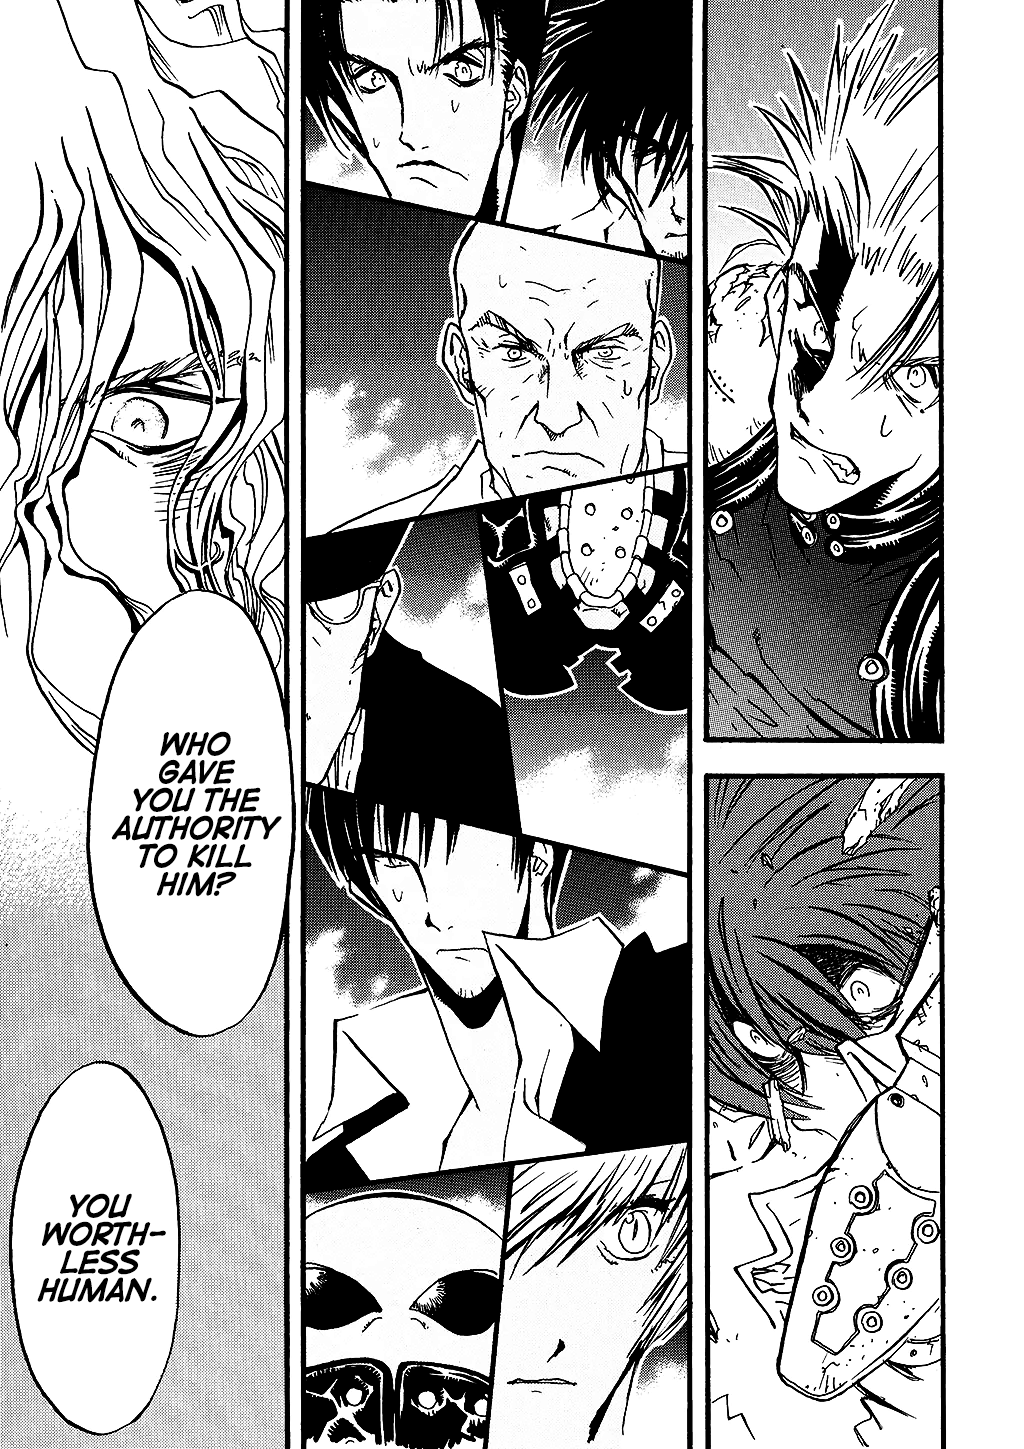 WHO
GAVE
YOU THE
AUTHORITY
TO KILL
HIM?
YOU
WORTH-
LESS
HUMAN.